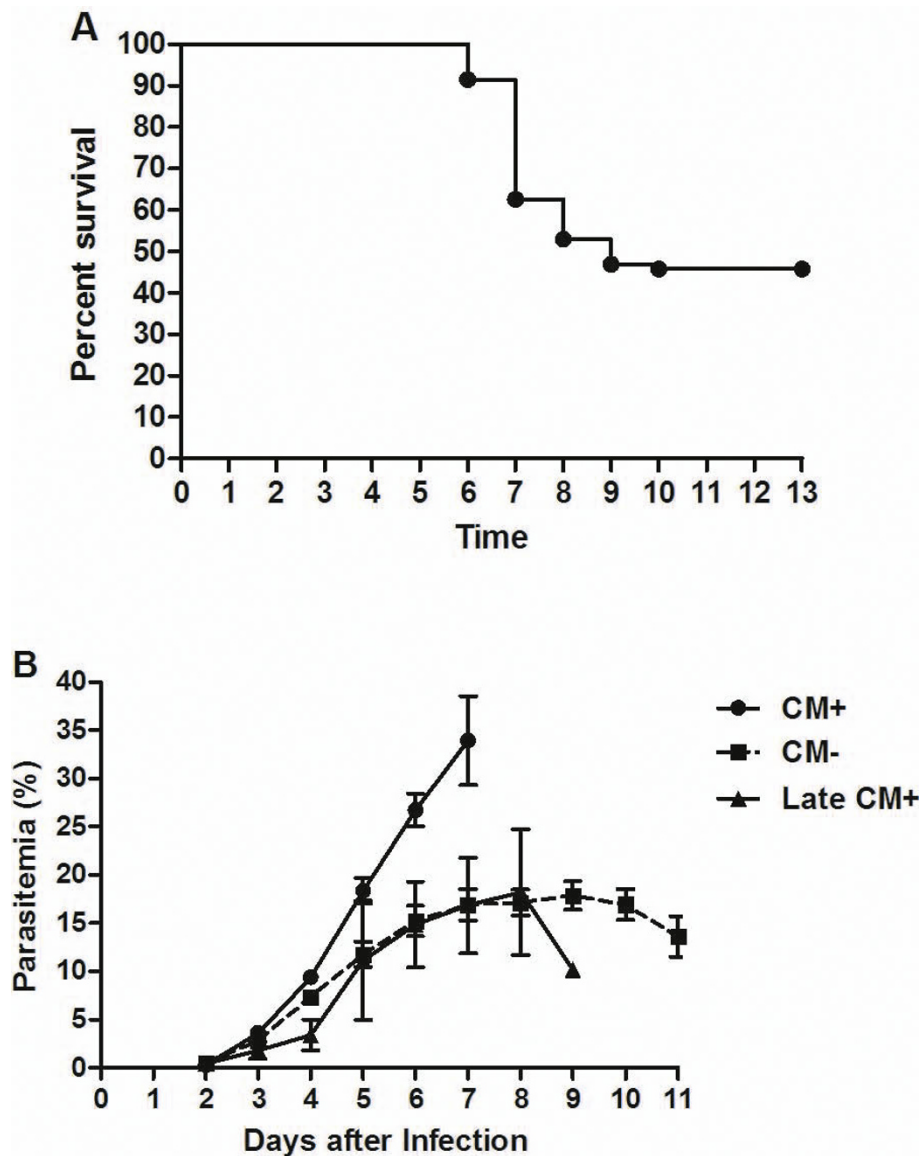 A
Percent survival
100
90
80
70
60
50
40
30
20
10
0
0 1 2 3 4 5 6 7 8 9 10 11 12 13
Time
B
Parasitemia (%)
40
35
30
25
20
15
10
5
0
0 1 2 3 4 5 6 7 8 9 10 11
Days after Infection
CM+
CM-
Late CM+